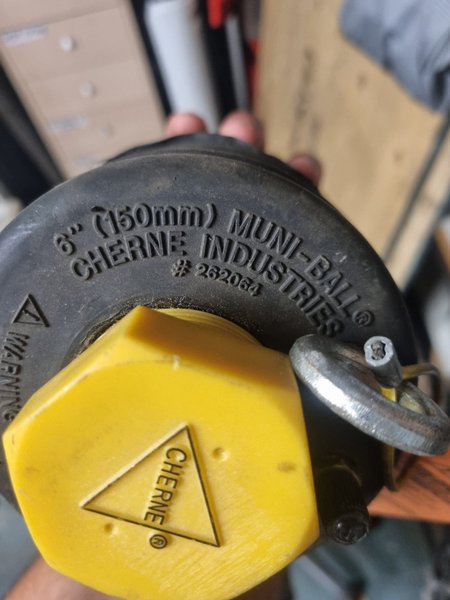 6" (150mm) MUNI-BALL®
CHERNE INDUSTRIES
# 262064
WARNING
CHERNE®